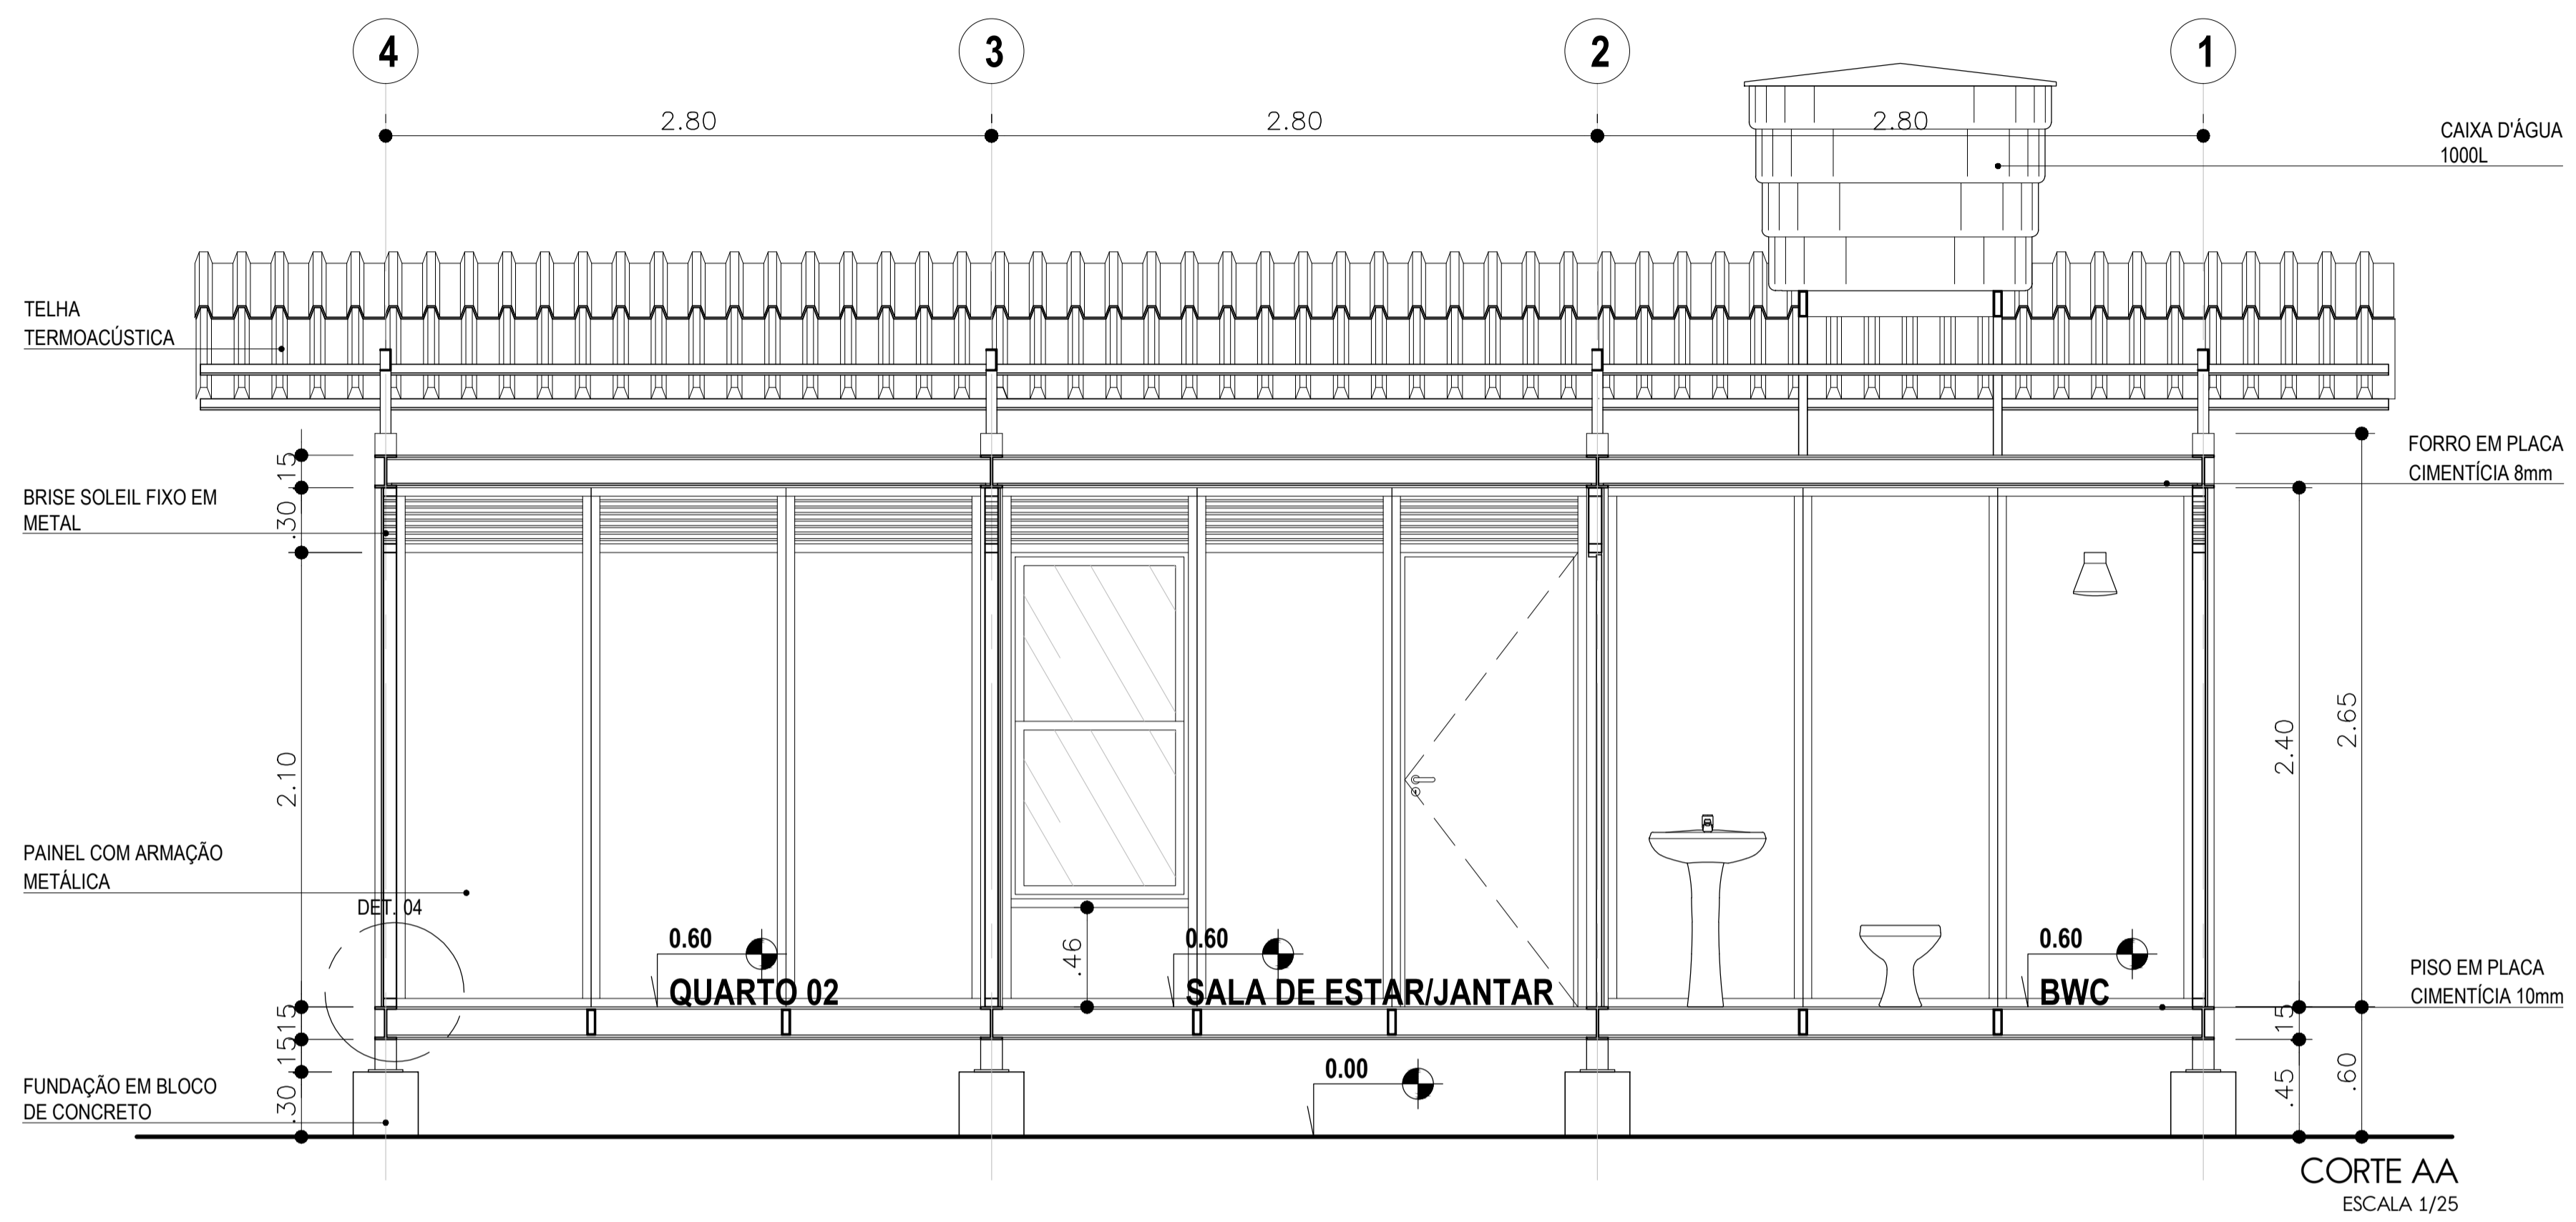 4
3
2
1
2.80
2.80
2.80
CAIXA D'ÁGUA
1000L
TELHA
TERMOACÚSTICA
FORRO EM PLACA
CIMENTÍCIA 8mm
15
BRISE SOLEIL FIXO EM
METAL
.30
2.10
2.65
2.40
PAINEL COM ARMAÇÃO
METÁLICA
DET. 04
0.60
QUARTO 02
.46
0.60
SALA DE ESTAR/JANTAR
0.60
BWC
PISO EM PLACA
CIMENTÍCIA 10mm
15
15
15
.30
FUNDAÇÃO EM BLOCO
DE CONCRETO
0.00
.45
.60
CORTE AA
ESCALA 1/25